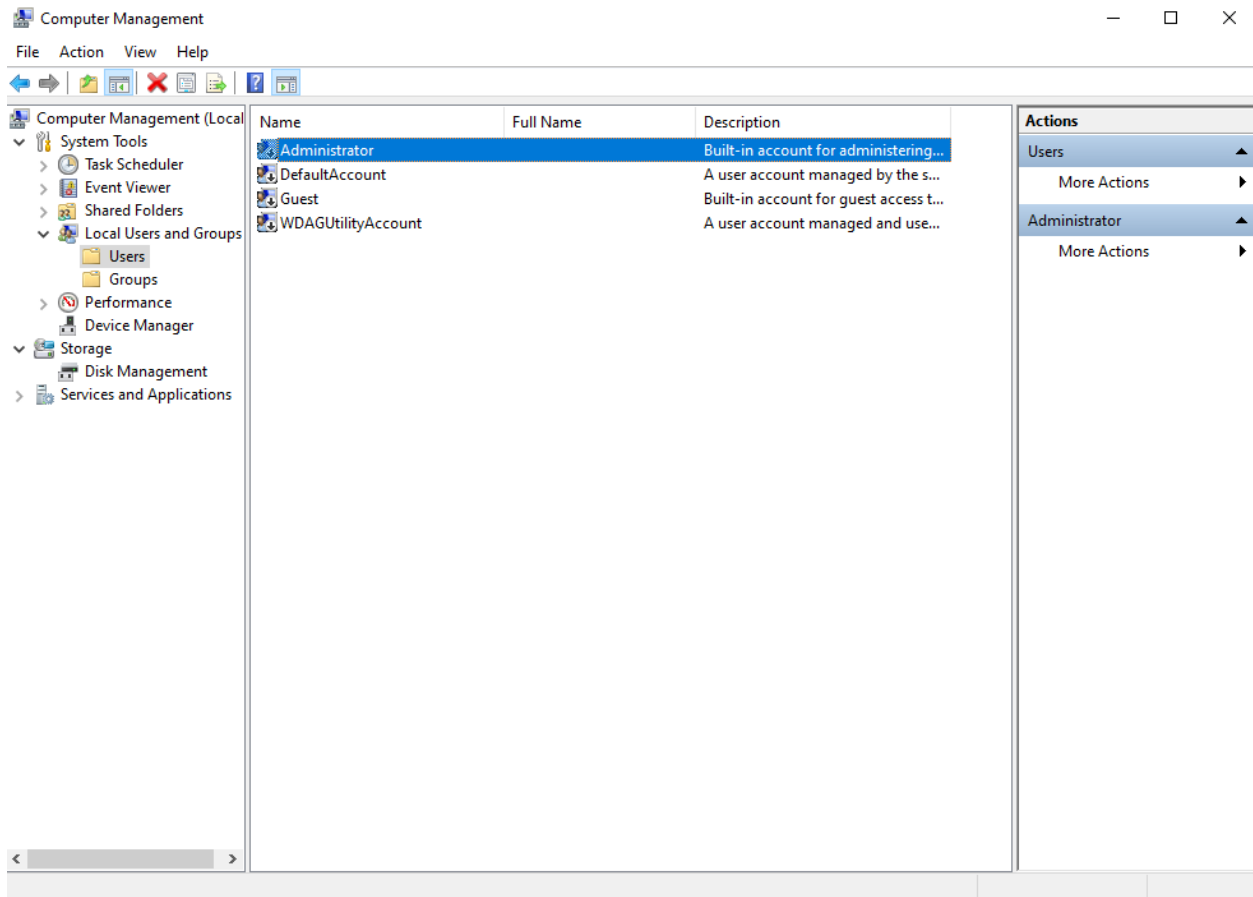 Computer Management
File Action View Help
Computer Management (Local
System Tools
Task Scheduler
Event Viewer
Shared Folders
Local Users and Groups
Users
Groups
Performance
Device Manager
Storage
Disk Management
Services and Applications
Name Full Name Description
Administrator Built-in account for administering...
DefaultAccount A user account managed by the s...
Guest Built-in account for guest access t...
WDAGUtilityAccount A user account managed and use...
Actions
Users
More Actions
Administrator
More Actions